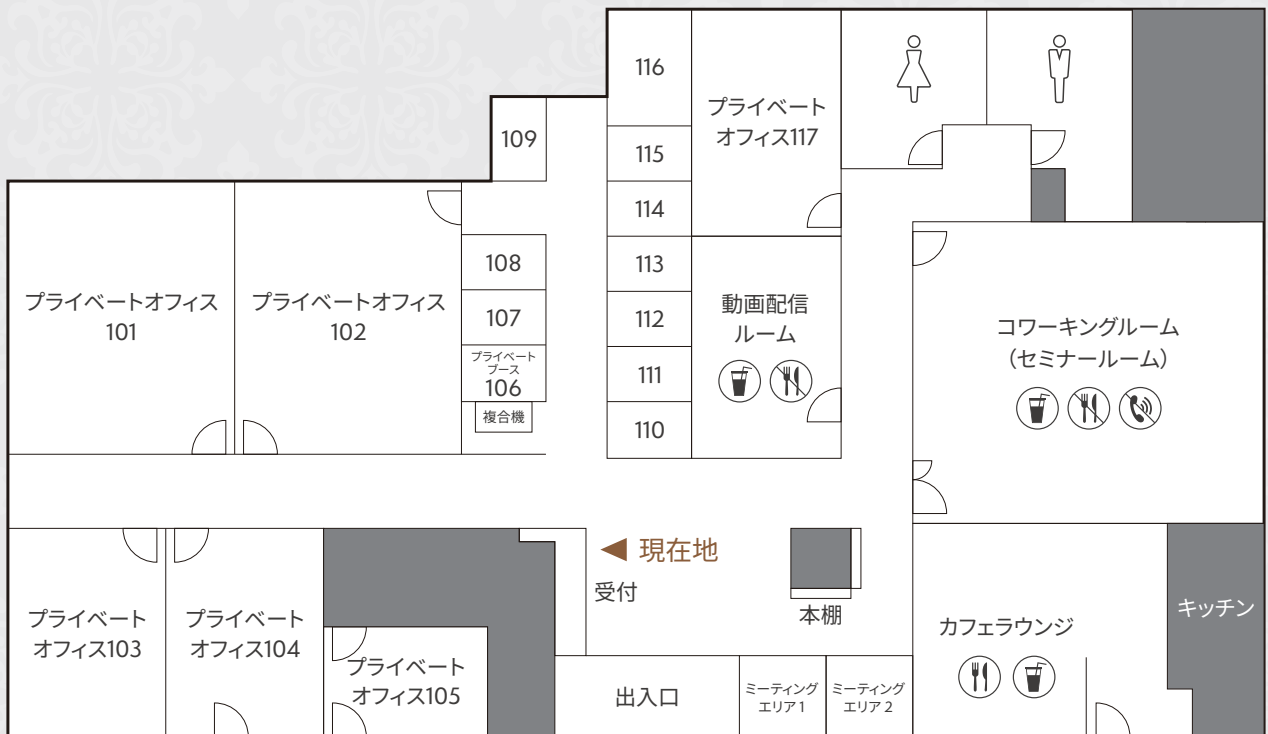 116
109
プライベート
オフィス117
115
114
プライベートオフィス
101
プライベートオフィス
102
108
113
動画配信
ルーム
107
112
プライベート
ブース
106
111
複合機
110
コワーキングルーム
（セミナールーム）
現在地
受付
本棚
プライベート
オフィス103
プライベート
オフィス104
プライベート
オフィス105
出入口
ミーティング
エリア1
ミーティング
エリア2
カフェラウンジ
キッチン